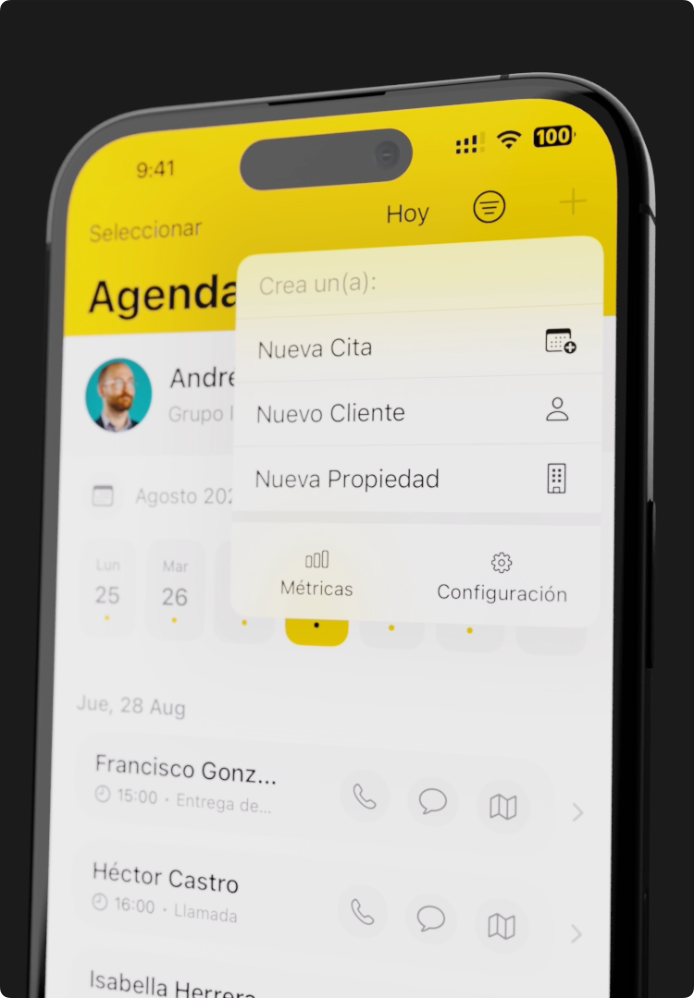 9:41
100
Seleccionar
Hoy
Agenda
Crea un(a):
Nueva Cita
Nuevo Cliente
Nueva Propiedad
Métricas
Configuración
Andre
Grupo
Agosto 202
Lun
Mar
25
26
Jue, 28 Aug
Francisco Gonz...
15:00 • Entrega de...
Héctor Castro
16:00 • Llamada
Isabella Herrera